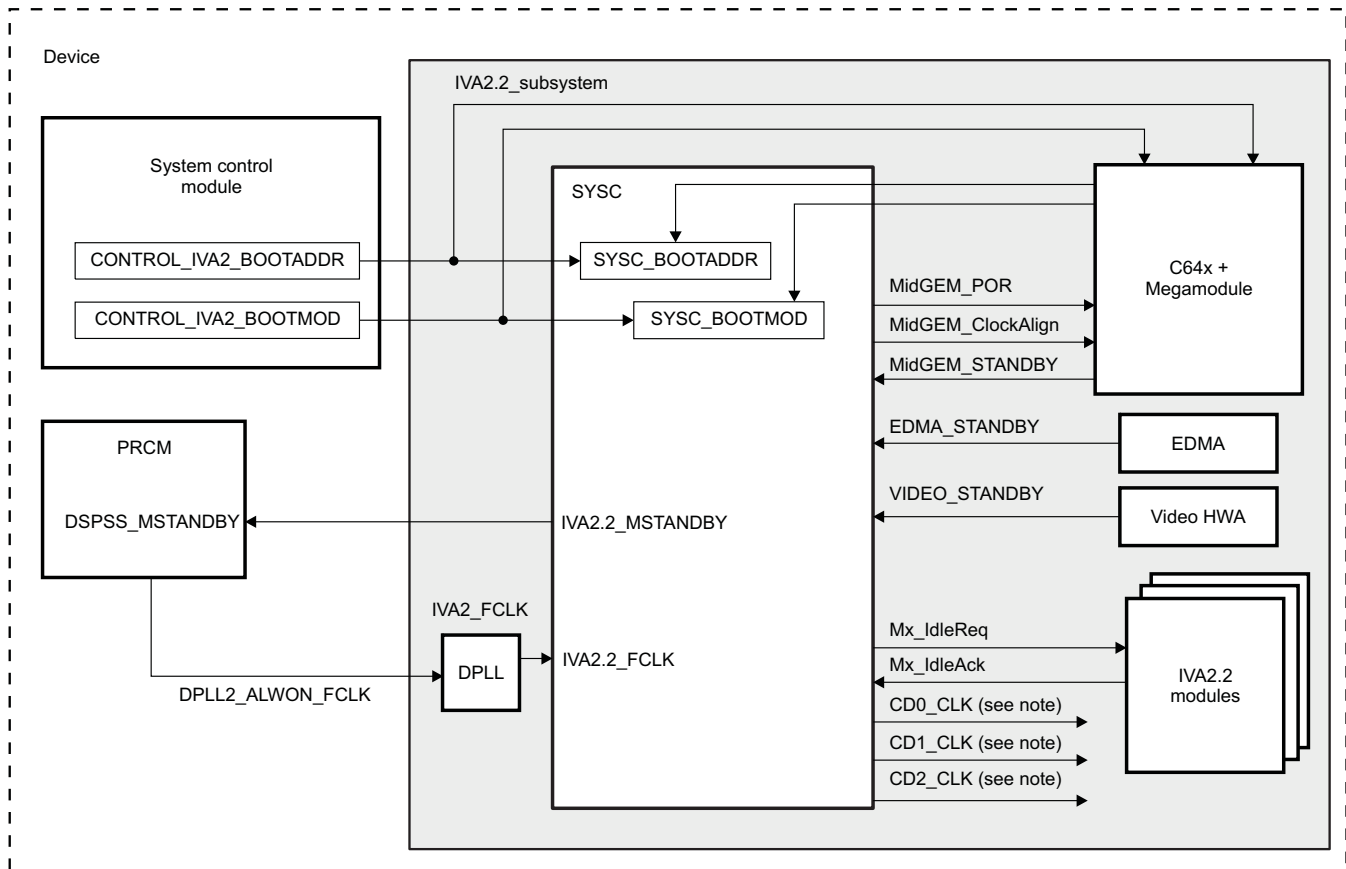 Device
IVA2.2_subsystem
System control
module
CONTROL_IVA2_BOOTADDR
CONTROL_IVA2_BOOTMOD
SYSC
SYSC_BOOTADDR
SYSC_BOOTMOD
C64x +
Megamodule
MidGEM_POR
MidGEM_ClockAlign
MidGEM_STANDBY
EDMA_STANDBY
EDMA
VIDEO_STANDBY
Video HWA
PRCM
DSPSS_MSTANDBY
IVA2.2_MSTANDBY
IVA2_FCLK
DPLL
IVA2.2_FCLK
DPLL2_ALWON_FCLK
Mx_IdleReq
Mx_IdleAck
IVA2.2
modules
CD0_CLK (see note)
CD1_CLK (see note)
CD2_CLK (see note)